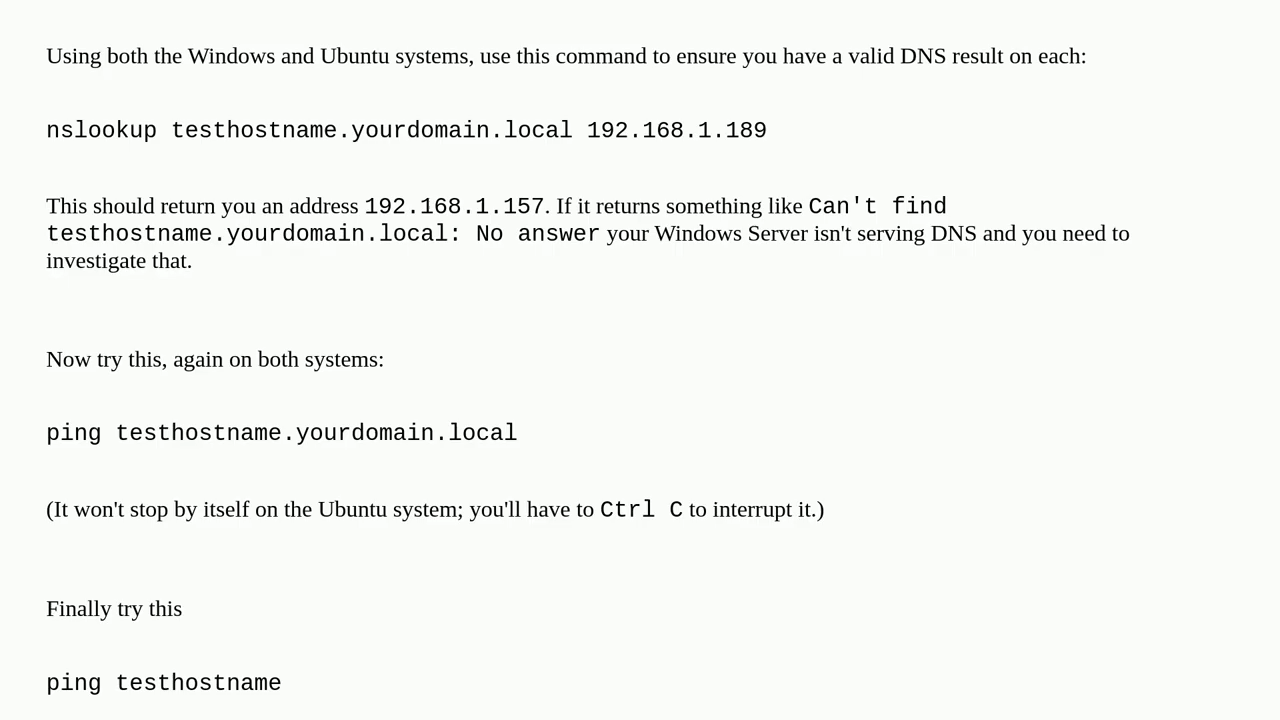 Using both the Windows and Ubuntu systems, use this command to ensure you have a valid DNS result on each:
nslookup testhostname.yourdomain.local 192.168.1.189
This should return you an address 192.168.1.157. If it returns something like Can't find
testhostname.yourdomain.local: No answer your Windows Server isn't serving DNS and you need to
investigate that.
Now try this, again on both systems:
ping testhostname.yourdomain.local
(It won't stop by itself on the Ubuntu system; you'll have to Ctrl C to interrupt it.)
Finally try this
ping testhostname